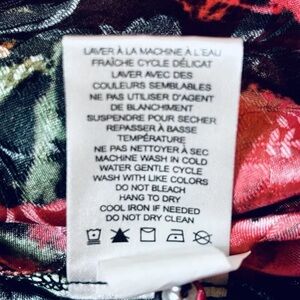 LAVER À LA MACHINE À L'EAU
FRAÎCHE CYCLE DÉLICAT
LAVER AVEC DES
COULEURS SEMBLABLES
NE PAS UTILISER D'AGENT
DE BLANCHIMENT
SUSPENDRE POUR SECHER
REPASSER À BASSE
TEMPÉRATURE
NE PAS NETTOYER À SEC
MACHINE WASH IN COLD
WATER GENTLE CYCLE
WASH WITH LIKE COLORS
DO NOT BLEACH
HANG TO DRY
COOL IRON IF NEEDED
DO NOT DRY CLEAN